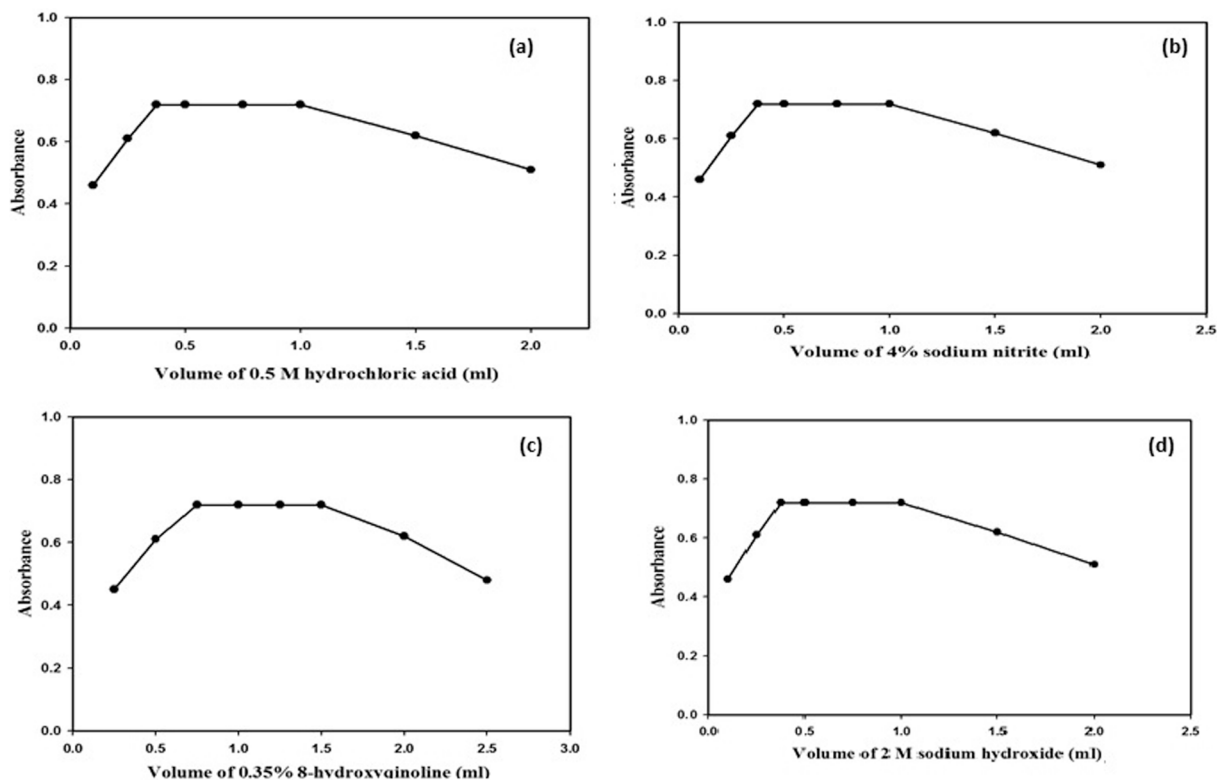 (a)
1.0
0.8
0.6
0.4
0.2
0.0
Absorbance
0.0 0.5 1.0 1.5 2.0
Volume of 0.5 M hydrochloric acid (ml)
(b)
1.0
0.8
0.6
0.4
0.2
0.0
Absorbance
0.0 0.5 1.0 1.5 2.0 2.5
Volume of 4% sodium nitrite (ml)
(c)
1.0
0.8
0.6
0.4
0.2
0.0
Absorbance
0.0 0.5 1.0 1.5 2.0 2.5 3.0
Volume of 0.35% 8-hydroxyqinoline (ml)
(d)
1.0
0.8
0.6
0.4
0.2
0.0
Absorbance
0.0 0.5 1.0 1.5 2.0 2.5
Volume of 2 M sodium hydroxide (ml)